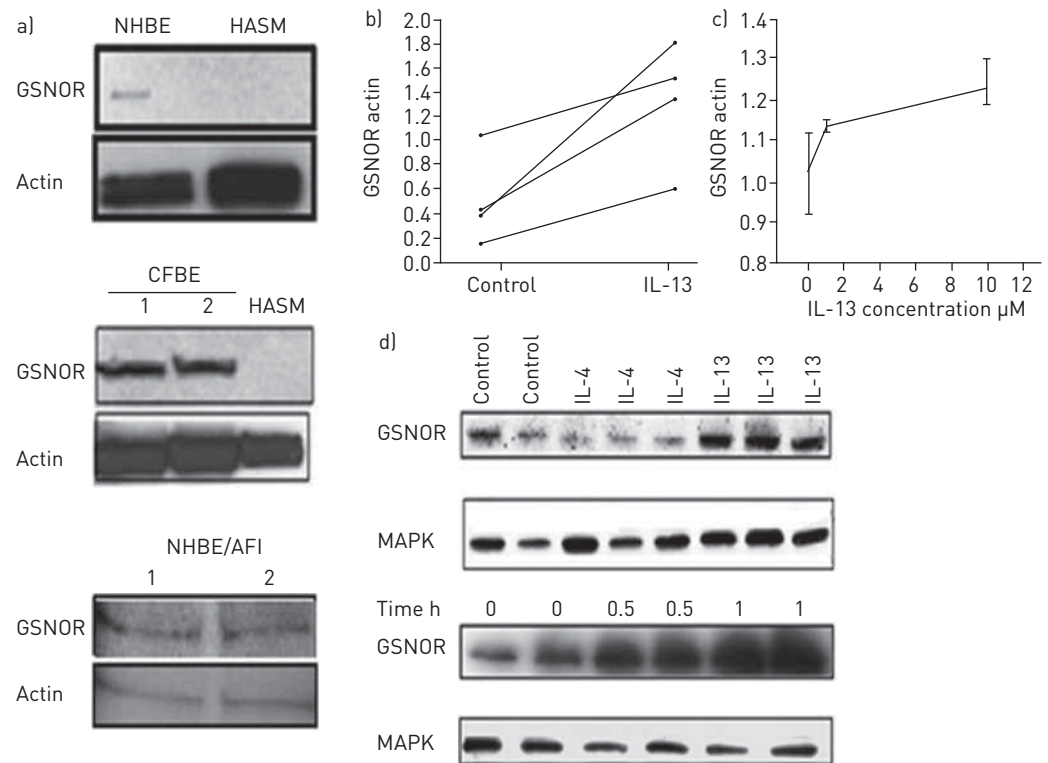 a)
NHBE HASM
GSNOR
Actin
CFBE
1 2 HASM
GSNOR
Actin
NHBE/AFI
1 2
GSNOR
Actin
b)
2.0
1.8
1.6
1.4
1.2
1.0
0.8
0.6
0.4
0.2
0.0
GSNOR actin
Control IL-13
c)
1.4
1.3
1.2
1.1
1.0
0.9
0.8
GSNOR actin
0 2 4 6 8 10 12
IL-13 concentration µM
d)
Control Control IL-4 IL-4 IL-4 IL-13 IL-13 IL-13
GSNOR
MAPK
Time h 0 0 0.5 0.5 1 1
GSNOR
MAPK